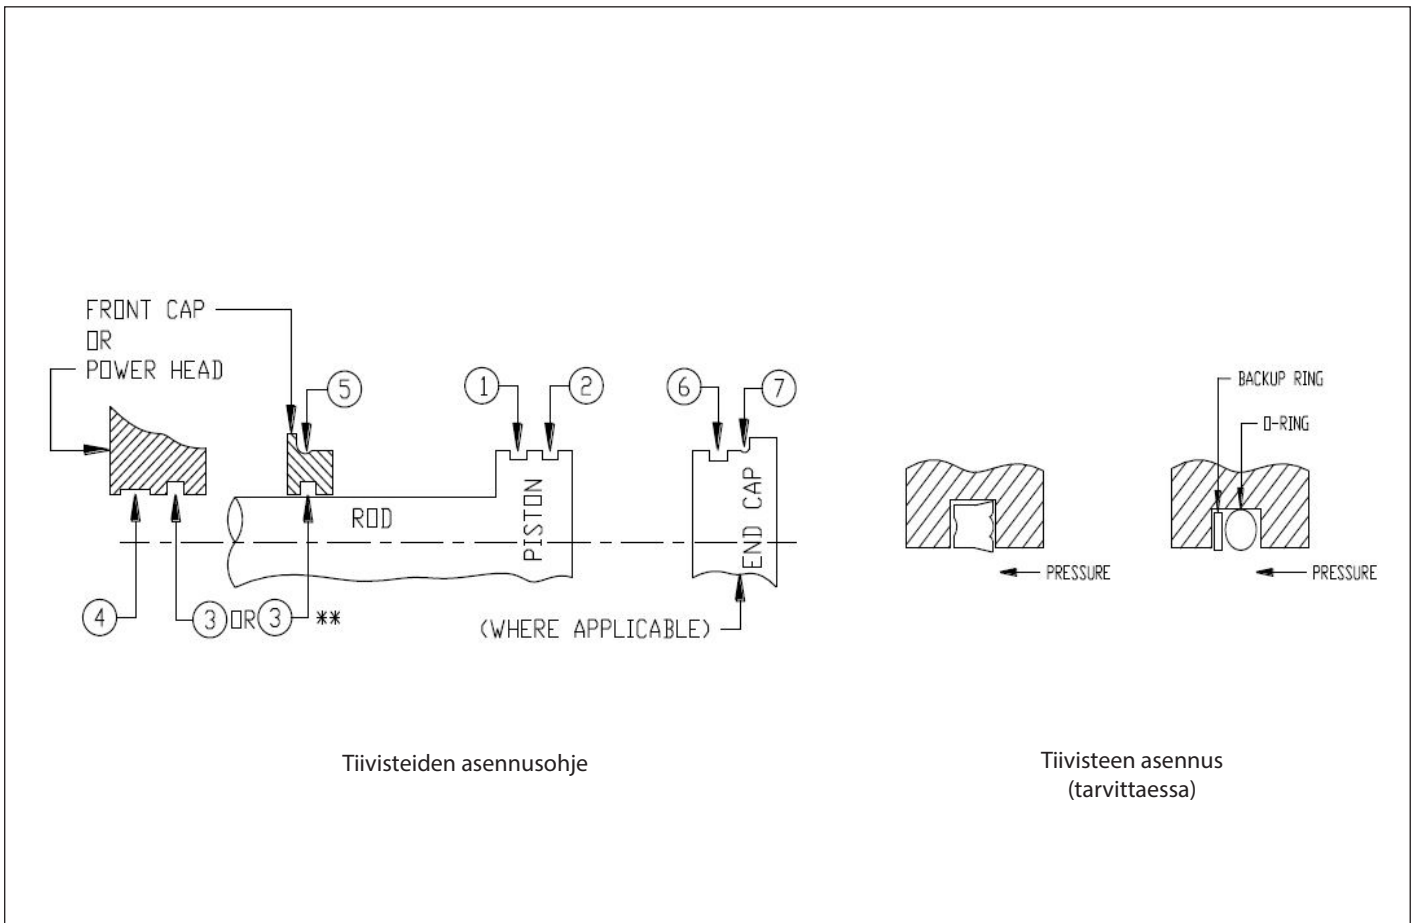 FRONT CAP
OR
POWER HEAD
5
1
2
6
7
ROD
PISTON
END CAP
4
3 OR 3 **
(WHERE APPLICABLE)
BACKUP RING
O-RING
PRESSURE
PRESSURE
Tiivisteiden asennusohje
Tiivisteen asennus
(tarvittaessa)